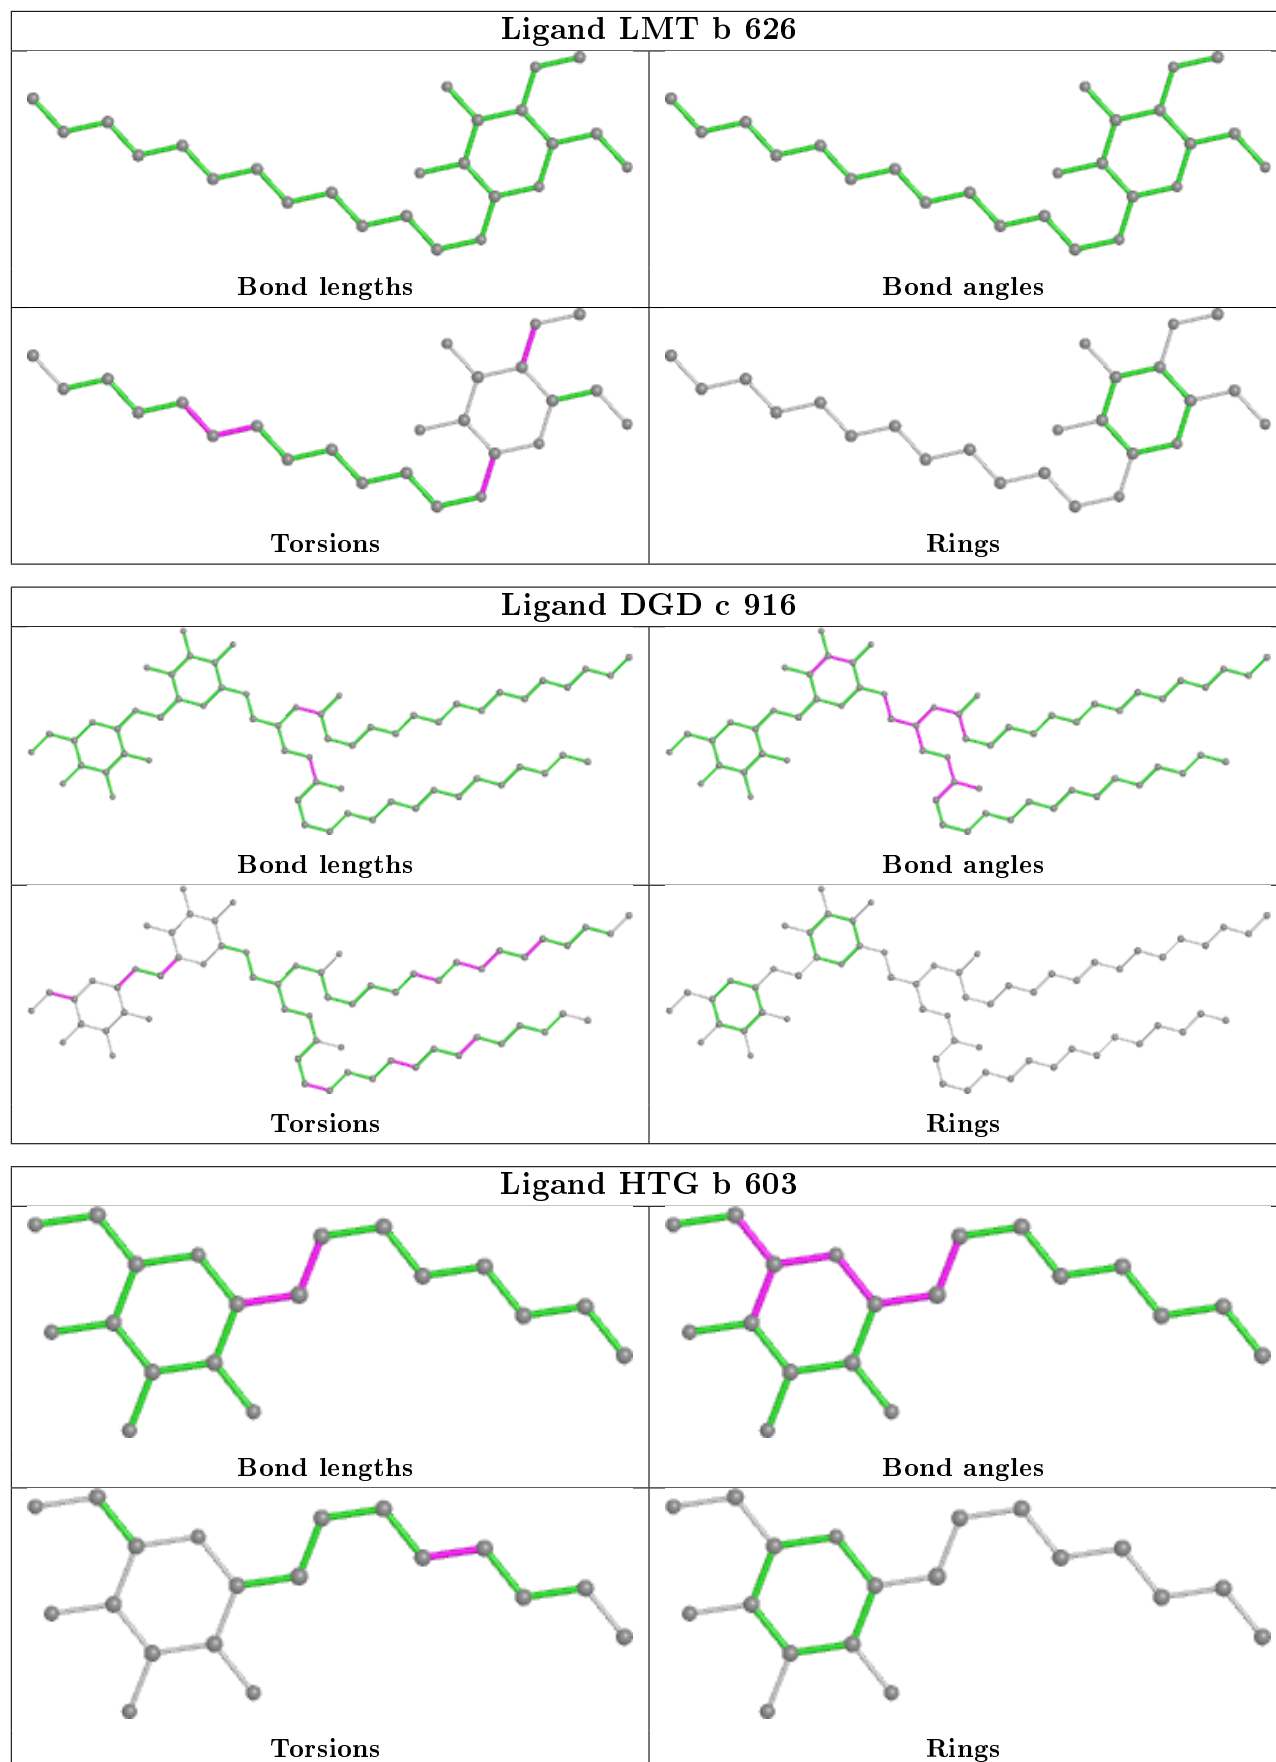 Ligand LMT b 626
Bond lengths
Bond angles
Torsions
Rings
Ligand DGD c 916
Bond lengths
Bond angles
Torsions
Rings
Ligand HTG b 603
Bond lengths
Bond angles
Torsions
Rings